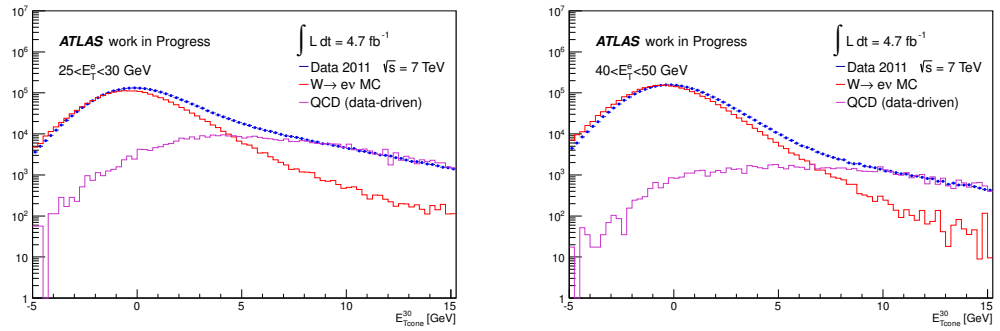 ATLAS work in Progress
∫ L dt = 4.7 fb⁻¹
25<E_T^e<30 GeV
Data 2011 √s = 7 TeV
W→ eν MC
QCD (data-driven)
10⁷
10⁶
10⁵
10⁴
10³
10²
10
1
-5 0 5 10 15
E_Tcone^30 [GeV]
ATLAS work in Progress
∫ L dt = 4.7 fb⁻¹
40<E_T^e<50 GeV
Data 2011 √s = 7 TeV
W→ eν MC
QCD (data-driven)
10⁷
10⁶
10⁵
10⁴
10³
10²
10
1
-5 0 5 10 15
E_Tcone^30 [GeV]